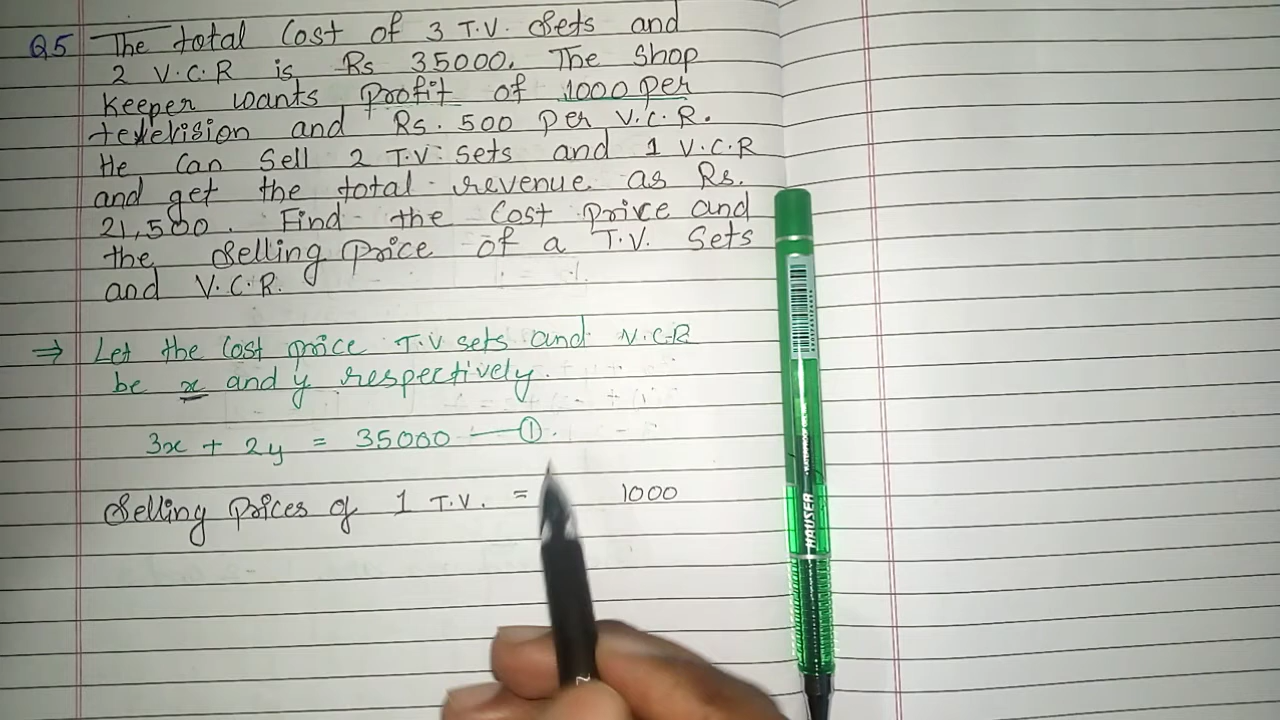 Q5 The total Cost of 3 T.V. Sets and
2 V.C.R is Rs 35000. The Shop
Keeper wants Profit of 1000 per
television and Rs. 500 Per V.C.R.
He Can Sell 2 T.V. Sets and 1 V.C.R
and get the total revenue as Rs.
21,500. Find the Cost price and
the Selling Price of a T.V. Sets
and V.C.R.
⇒ Let the Cost price T.V sets and V.C.R
be x and y respectively.
3x + 2y = 35000 — ①.
Selling Prices of 1 T.V. = 1000
HAUSER